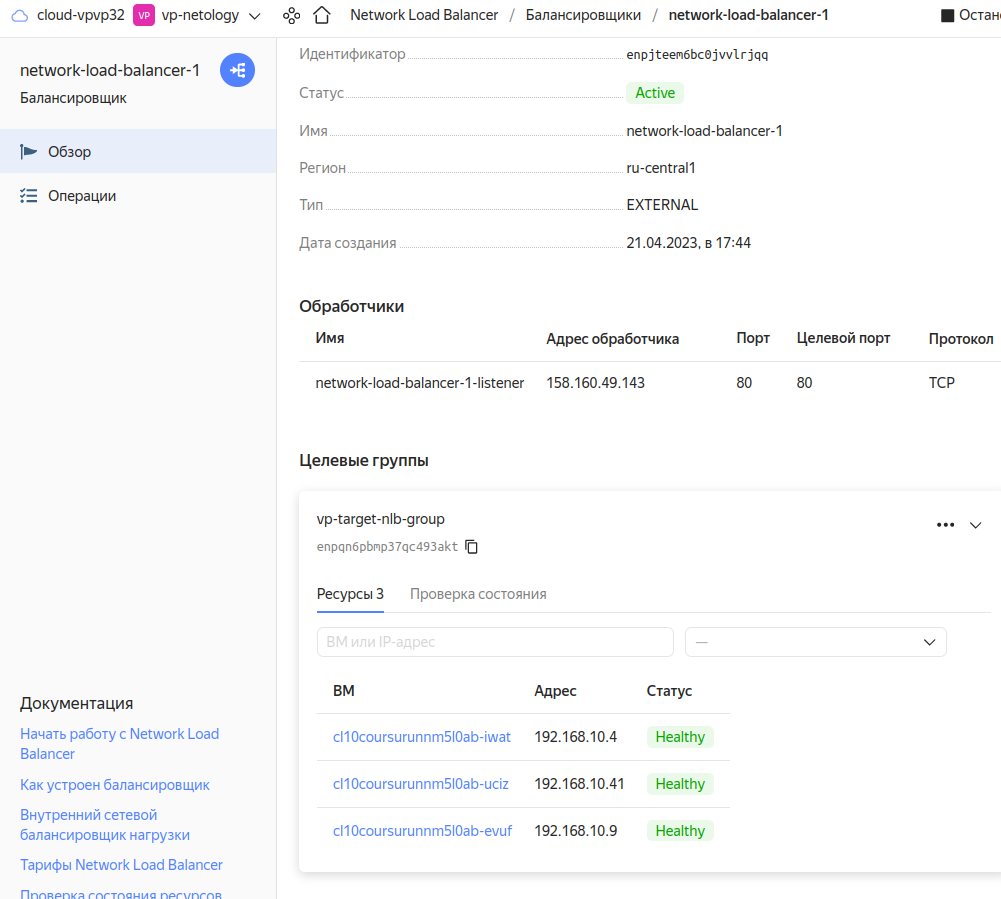 cloud-vpvp32 VP vp-netology Network Load Balancer / Балансировщики / network-load-balancer-1
network-load-balancer-1
Балансировщик
Обзор
Операции
Документация
Начать работу с Network Load
Balancer
Как устроен балансировщик
Внутренний сетевой
балансировщик нагрузки
Тарифы Network Load Balancer
Проверка состояния ресурсов
Идентификатор enpjteem6bc0jvvlrjqq
Статус Active
Имя network-load-balancer-1
Регион ru-central1
Тип EXTERNAL
Дата создания 21.04.2023, в 17:44
Обработчики
Имя Адрес обработчика Порт Целевой порт Протокол
network-load-balancer-1-listener 158.160.49.143 80 80 TCP
Целевые группы
vp-target-nlb-group
enpqn6pbmp37qc493akt
Ресурсы 3 Проверка состояния
ВМ или IP-адрес —
ВМ Адрес Статус
cl10coursurunnm5l0ab-iwat 192.168.10.4 Healthy
cl10coursurunnm5l0ab-uciz 192.168.10.41 Healthy
cl10coursurunnm5l0ab-evuf 192.168.10.9 Healthy